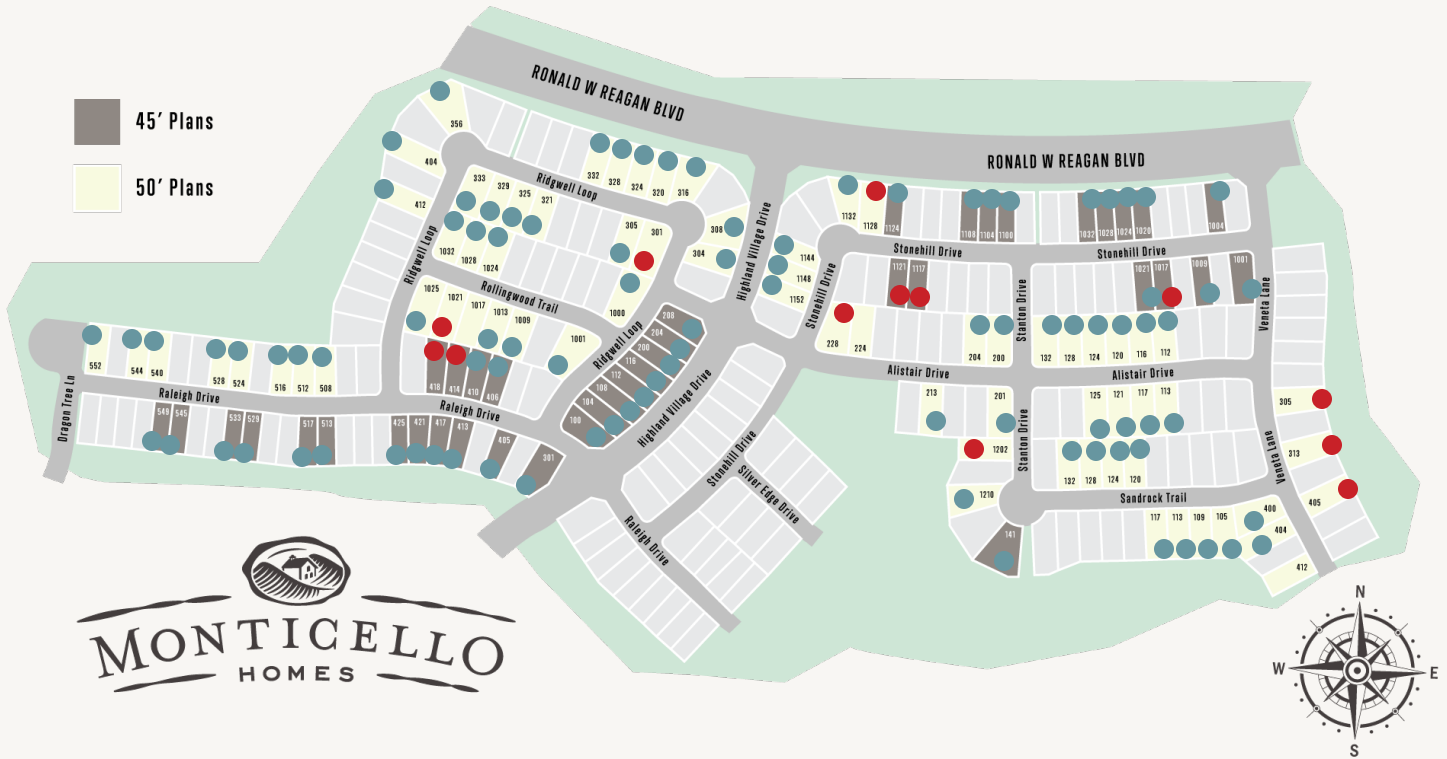 RONALD W REAGAN BLVD
45' Plans
50' Plans
RONALD W REAGAN BLVD
356
404
412
332 328 324 320 316
Ridgwell Loop
333 329 325 321
305 301
308
304
1032 1028 1024
Ridgwell Loop
Rollingwood Trail
1000
Ridgwell Loop
Highland Village Drive
1025 1021 1017 1013 1009
1001
418 414 410 406
208
204
200
116
112
108
104
100
Highland Village Drive
552 544 540 528 524 516 512 508
Raleigh Drive
Raleigh Drive
Dragon Tree Ln
549 545 533 529 517 513 425 421 417 413 405 301
1132 1128 1124 1108 1104 1100
1032 1028 1024 1020 1004
1144
1148
1152
Stonehill Drive
Stonehill Drive
Stonehill Drive
1121 1117
1021 1017 1009 1001
Stanton Drive
Veneta Lane
228 224 204 200
132 128 124 120 116 112
Alistair Drive
Alistair Drive
213 201
125 121 117 113
305
1202
Stanton Drive
Veneta Lane
313
132 128 124 120
1210
Sandrock Trail
405
141
117 113 109 105
400
404
412
Stonehill Drive
Silver Edge Drive
Raleigh Drive
MONTICELLO
HOMES
N
W
E
S